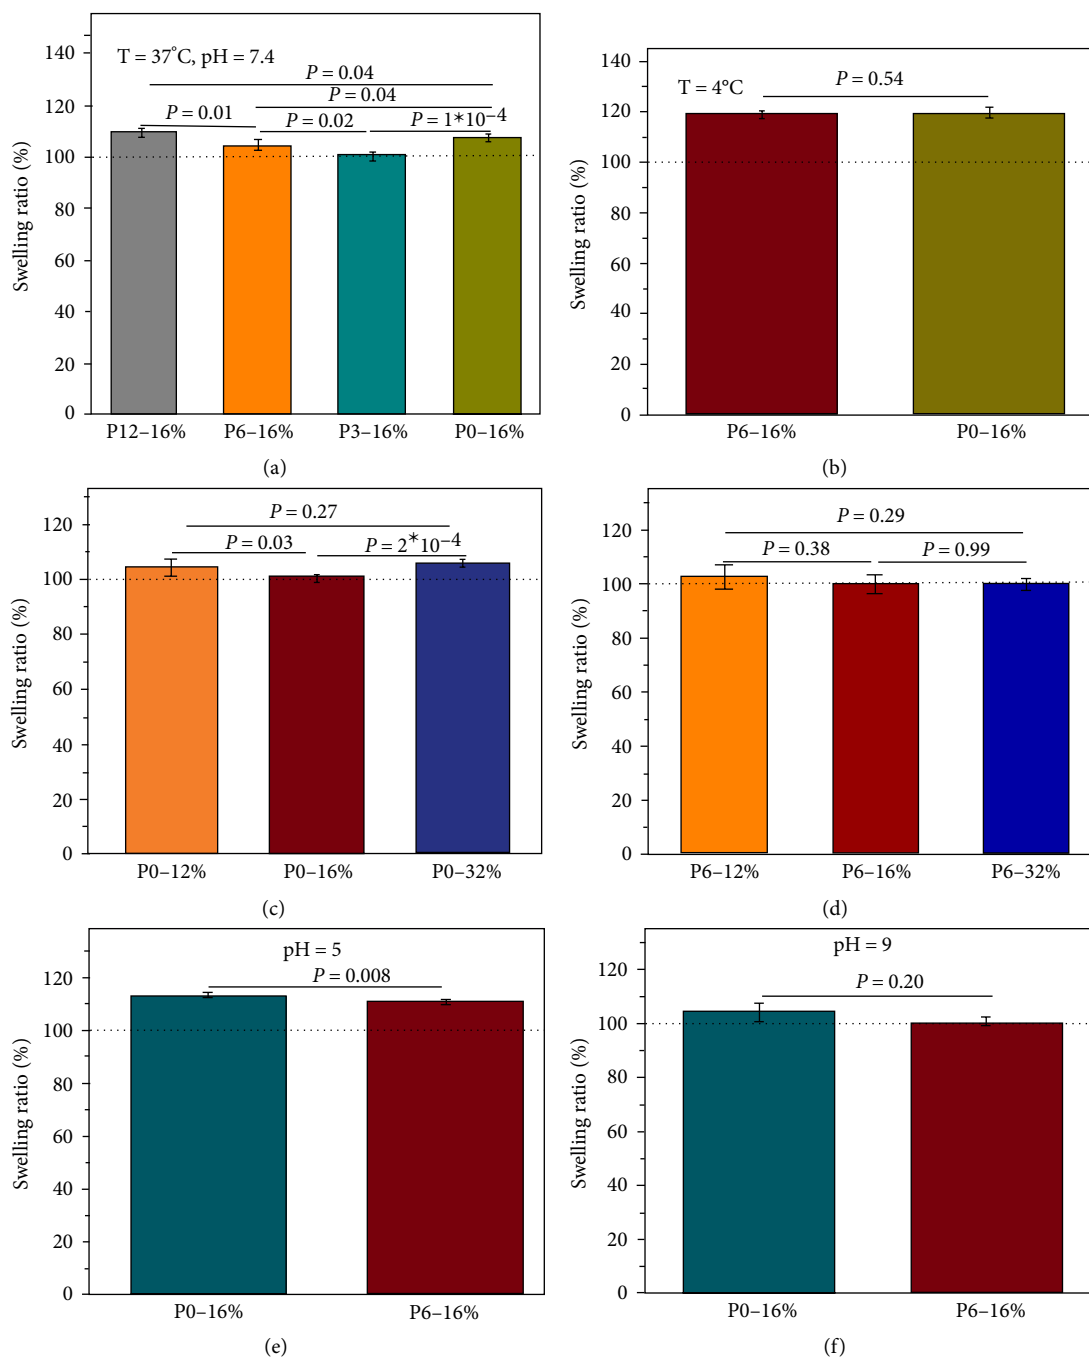 T = 37°C, pH = 7.4
P = 0.04
P = 0.04
P = 0.01
P = 0.02
P = 1*10−4
Swelling ratio (%)
140
120
100
80
60
40
20
0
P12–16%
P6–16%
P3–16%
P0–16%
(a)
T = 4°C
P = 0.54
Swelling ratio (%)
140
120
100
80
60
40
20
0
P6–16%
P0–16%
(b)
P = 0.27
P = 0.03
P = 2*10−4
Swelling ratio (%)
120
100
80
60
40
20
0
P0–12%
P0–16%
P0–32%
(c)
P = 0.29
P = 0.38
P = 0.99
Swelling ratio (%)
120
100
80
60
40
20
0
P6–12%
P6–16%
P6–32%
(d)
pH = 5
P = 0.008
Swelling ratio (%)
120
100
80
60
40
20
0
P0–16%
P6–16%
(e)
pH = 9
P = 0.20
Swelling ratio (%)
120
100
80
60
40
20
0
P0–16%
P6–16%
(f)